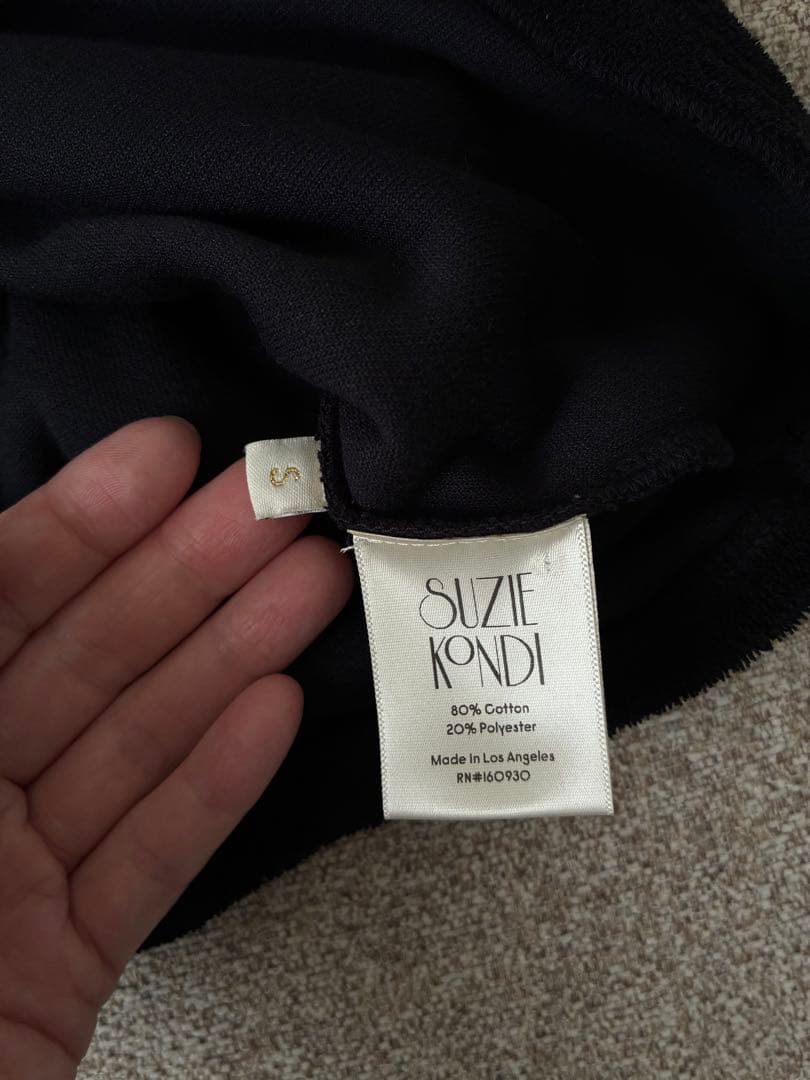 S
SUZIE
KONDI
80% Cotton
20% Polyester
Made in Los Angeles
RN#160930